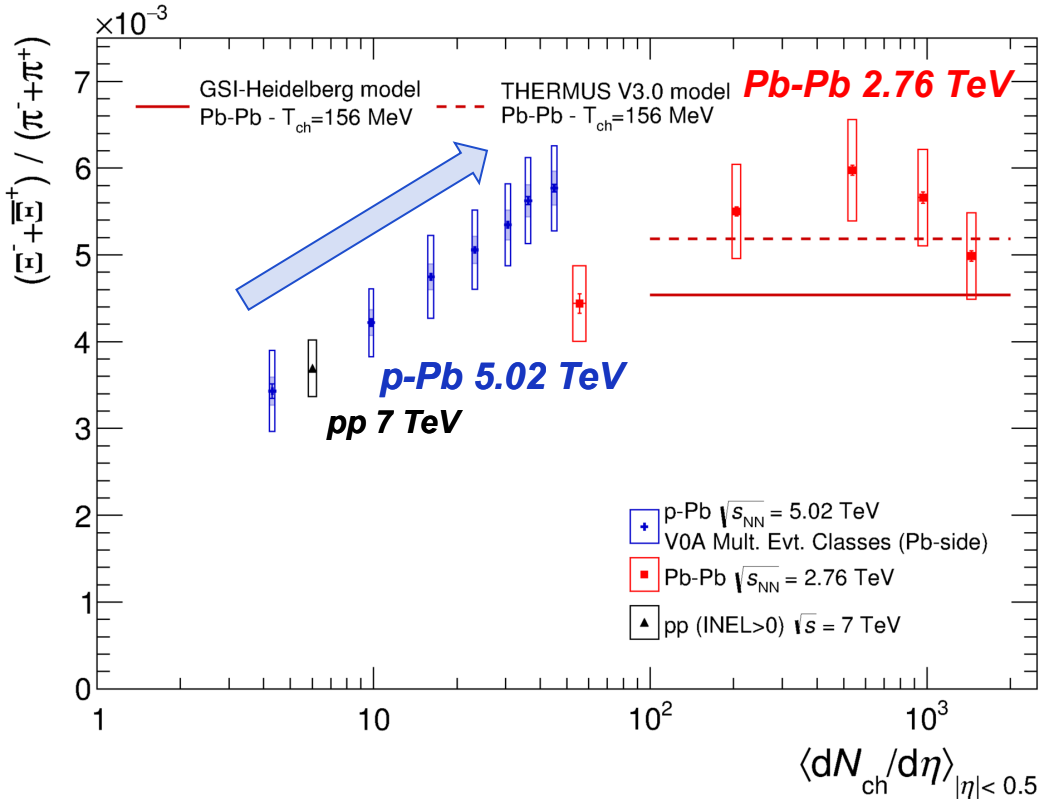 ×10⁻³
(Ξ⁻+Ξ̅⁺) / (π⁻+π⁺)
7
6
5
4
3
2
1
0
GSI-Heidelberg model
Pb-Pb - T_ch=156 MeV
THERMUS V3.0 model
Pb-Pb - T_ch=156 MeV
Pb-Pb 2.76 TeV
p-Pb 5.02 TeV
pp 7 TeV
p-Pb √s_NN = 5.02 TeV
V0A Mult. Evt. Classes (Pb-side)
Pb-Pb √s_NN = 2.76 TeV
pp (INEL>0) √s = 7 TeV
1 10 10² 10³
⟨dN_ch/dη⟩_|η|< 0.5